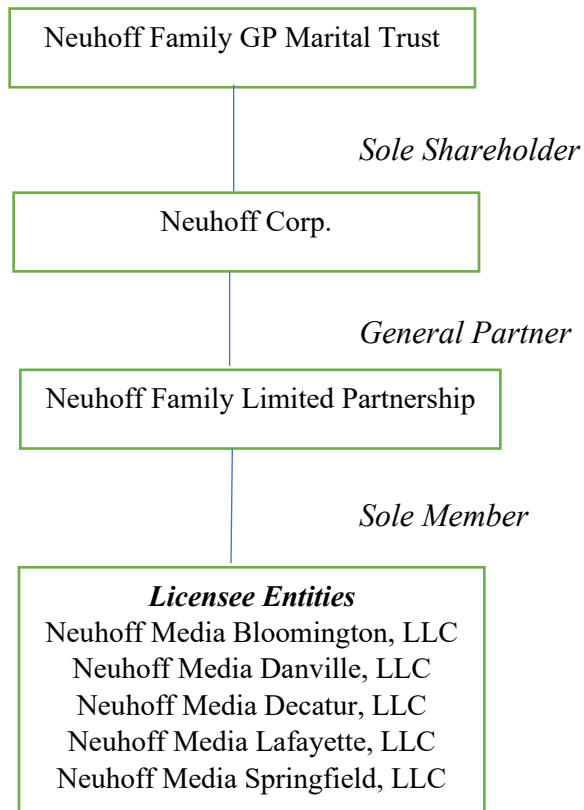 Neuhoff Family GP Marital Trust
Sole Shareholder
Neuhoff Corp.
General Partner
Neuhoff Family Limited Partnership
Sole Member
Licensee Entities
Neuhoff Media Bloomington, LLC
Neuhoff Media Danville, LLC
Neuhoff Media Decatur, LLC
Neuhoff Media Lafayette, LLC
Neuhoff Media Springfield, LLC